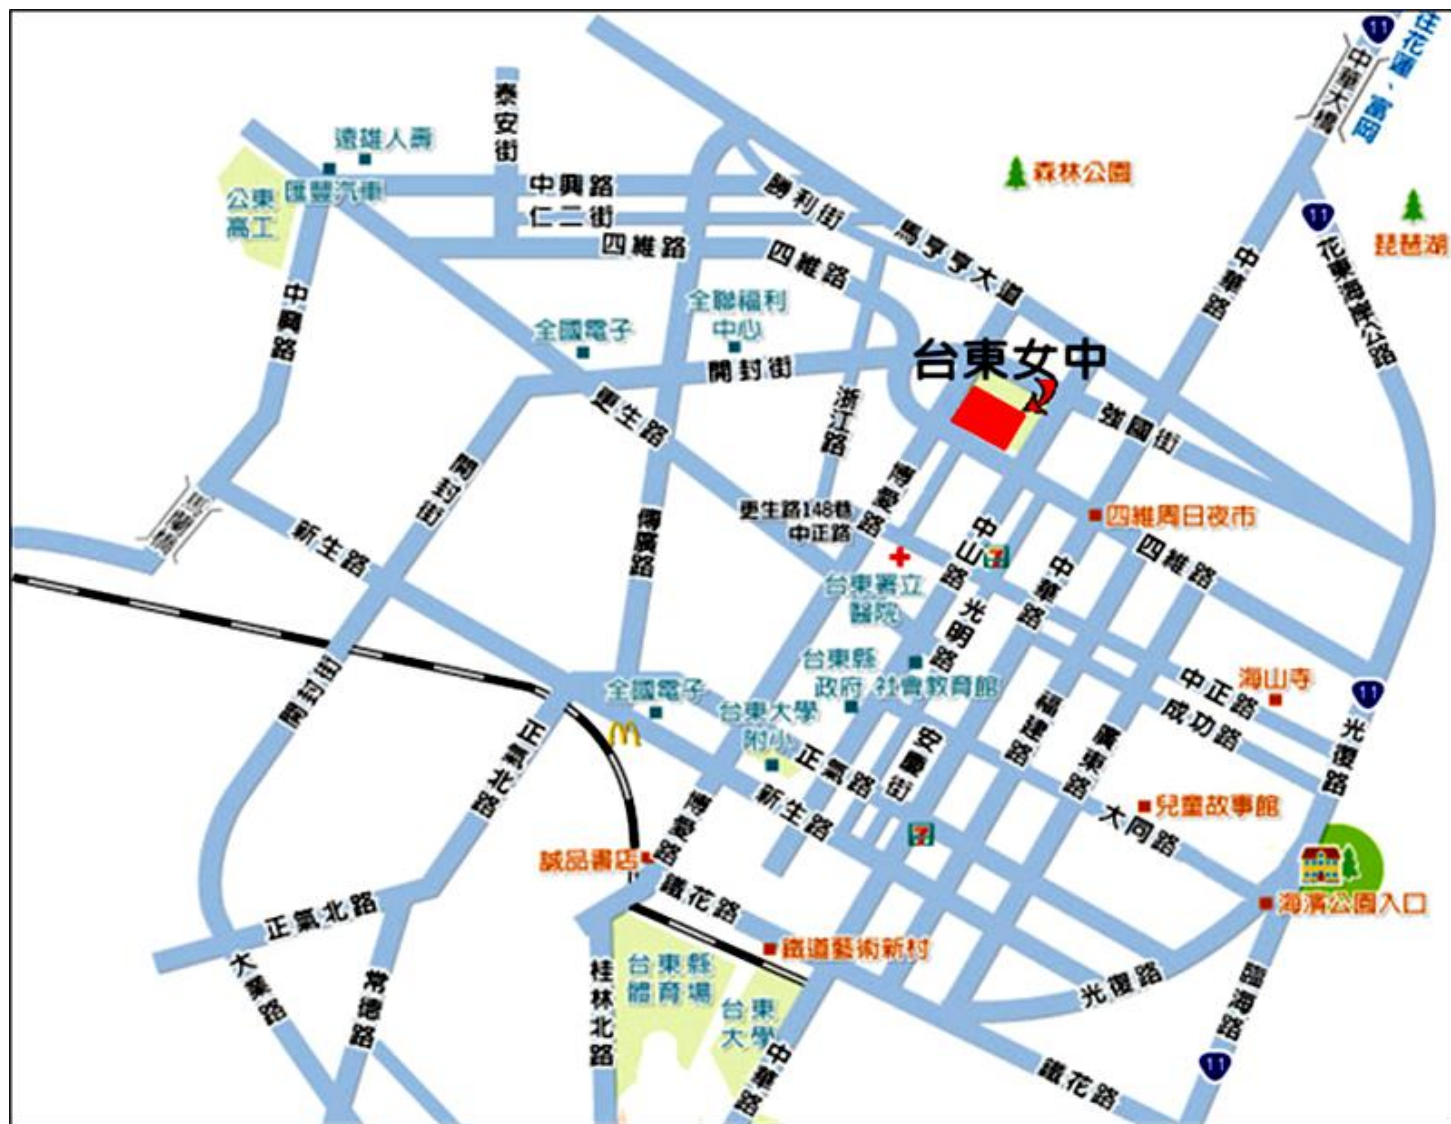 11
往花蓮、富岡
中華大橋
泰安街
遠雄人壽
匯豐汽車
公東
高工
中興路
仁二街
四維路
四維路
勝利街
馬亨亨大道
森林公園
11
琵琶湖
花東海岸公路
中華路
中興路
全國電子
全聯福利
中心
開封街
台東女中
更生路
浙江路
強國街
開封街
博愛路
馬蘭橋
新生路
傳廣路
更生路148巷
中正路
中山路
7
四維周日夜市
四維路
台東署立
醫院
中華路
光明路
開封街
台東縣
政府
社會教育館
中正路
海山寺
11
成功路
光復路
全國電子
台東大學
附小
正氣北路
正氣路
安慶街
福建路
廣東路
新生路
博愛路
7
大同路
兒童故事館
誠品書店
鐵花路
海濱公園入口
正氣北路
鐵道藝術新村
大業路
常德路
桂林北路
台東縣
體育場
台東
大學
光復路
臨海路
中華路
鐵花路
11